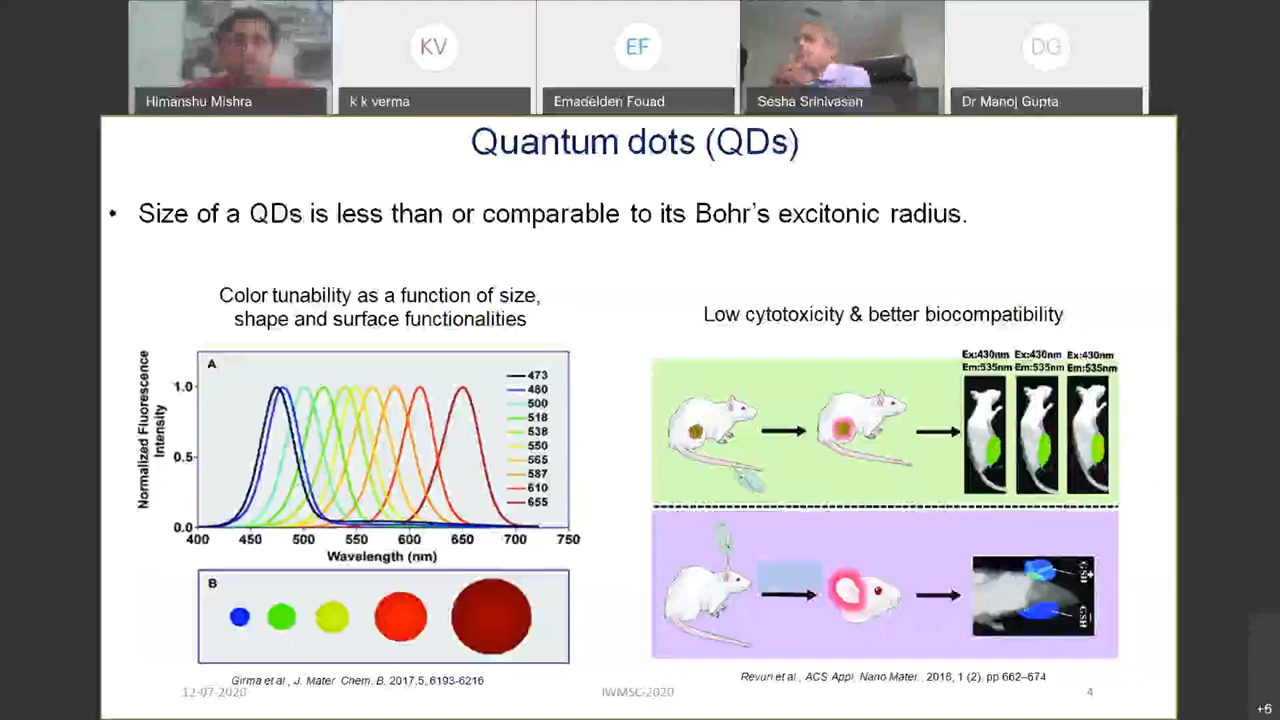 KV
EF
DG
Himanshu Mishra
k k verma
Emadelden Fouad
Sesha Srinivasan
Dr Manoj Gupta
Quantum dots (QDs)
• Size of a QDs is less than or comparable to its Bohr's excitonic radius.
Color tunability as a function of size,
shape and surface functionalities
A
Normalized Fluorescence
Intensity
1.0
0.5
0.0
473
480
500
518
538
550
565
587
610
655
400 450 500 550 600 650 700 750
Wavelength (nm)
B
Girma et al., J. Mater. Chem. B, 2017,5, 6193-6216
Low cytotoxicity & better biocompatibility
Ex:430nm Ex:430nm Ex:430nm
Em:535nm Em:535nm Em:535nm
GSH +
GSH -
Revuri et al., ACS Appl. Nano Mater., 2018, 1 (2), pp 662–674
12-07-2020
IWMSC-2020
4
+6